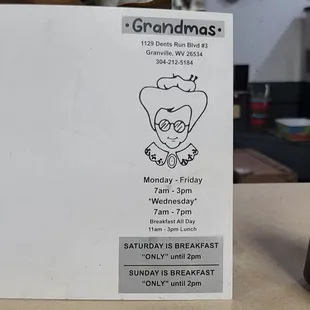 • Grandmas •
1129 Dents Run Blvd #3
Granville, WV 26534
304-212-5184
Monday - Friday
7am - 3pm
*Wednesday*
7am - 7pm
Breakfast All Day
11am - 3pm Lunch
SATURDAY IS BREAKFAST
"ONLY" until 2pm
SUNDAY IS BREAKFAST
"ONLY" until 2pm